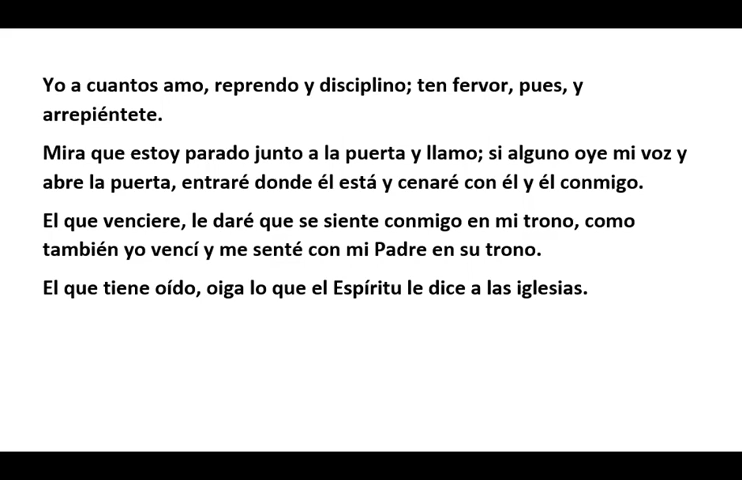 Yo a cuantos amo, reprendo y disciplino; ten fervor, pues, y
arrepiéntete.
Mira que estoy parado junto a la puerta y llamo; si alguno oye mi voz y
abre la puerta, entraré donde él está y cenaré con él y él conmigo.
El que venciere, le daré que se siente conmigo en mi trono, como
también yo vencí y me senté con mi Padre en su trono.
El que tiene oído, oiga lo que el Espíritu le dice a las iglesias.